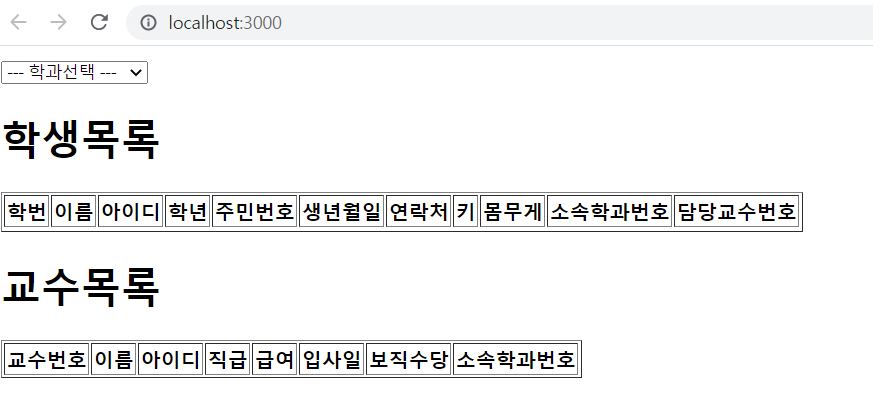 localhost:3000
--- 학과선택 ---
학생목록
학번 이름 아이디 학년 주민번호 생년월일 연락처 키 몸무게 소속학과번호 담당교수번호
교수목록
교수번호 이름 아이디 직급 급여 입사일 보직수당 소속학과번호